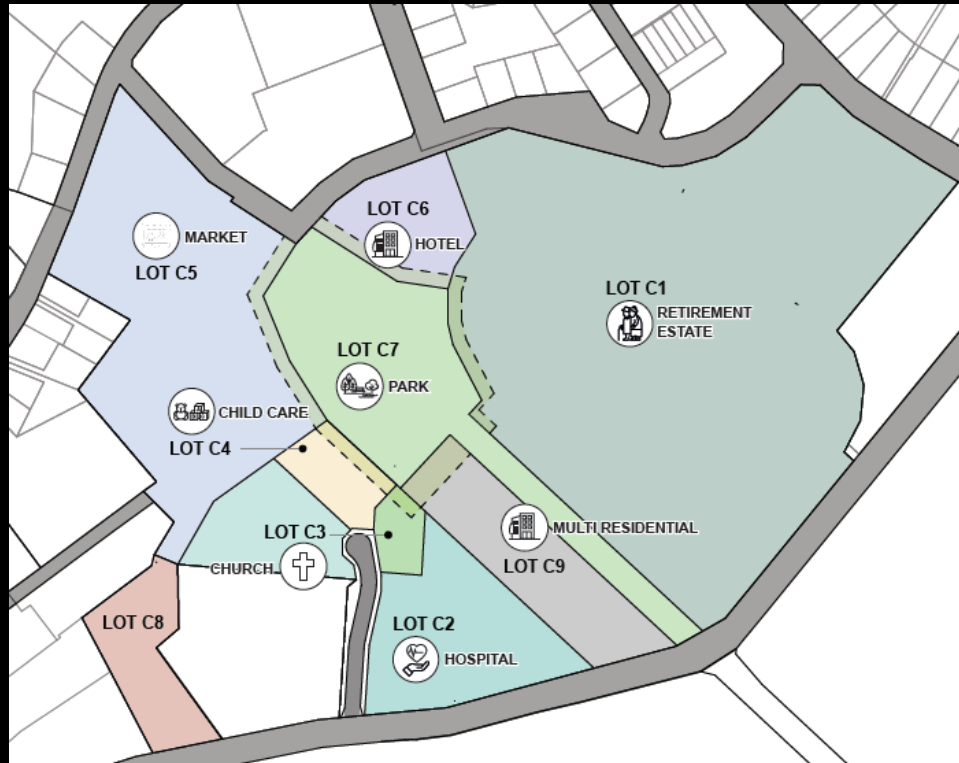 LOT C6
HOTEL
MARKET
LOT C5
LOT C1
RETIREMENT
ESTATE
LOT C7
PARK
CHILD CARE
LOT C4
LOT C3
CHURCH
MULTI RESIDENTIAL
LOT C9
LOT C8
LOT C2
HOSPITAL